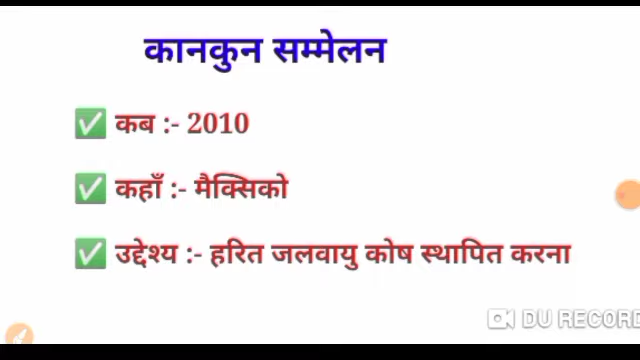 कानकुन सम्मेलन
✅ कब :- 2010
✅ कहाँ :- मैक्सिको
✅ उद्देश्य :- हरित जलवायु कोष स्थापित करना
DU RECORD